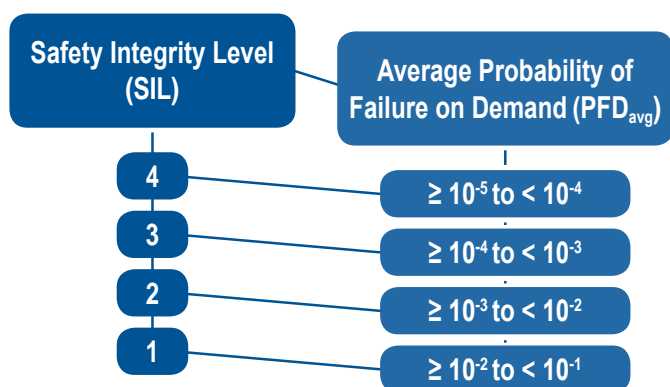 Safety Integrity Level
(SIL)
Average Probability of
Failure on Demand (PFDavg)
4
≥ 10-5 to < 10-4
3
≥ 10-4 to < 10-3
2
≥ 10-3 to < 10-2
1
≥ 10-2 to < 10-1